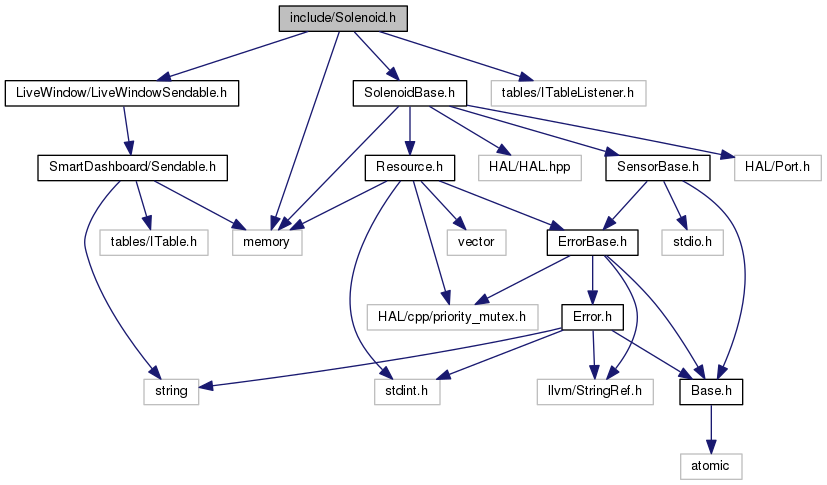 include/Solenoid.h
LiveWindow/LiveWindowSendable.h
SolenoidBase.h
tables/ITableListener.h
SmartDashboard/Sendable.h
Resource.h
HAL/HAL.hpp
SensorBase.h
HAL/Port.h
tables/ITable.h
memory
vector
ErrorBase.h
stdio.h
HAL/cpp/priority_mutex.h
Error.h
string
stdint.h
llvm/StringRef.h
Base.h
atomic